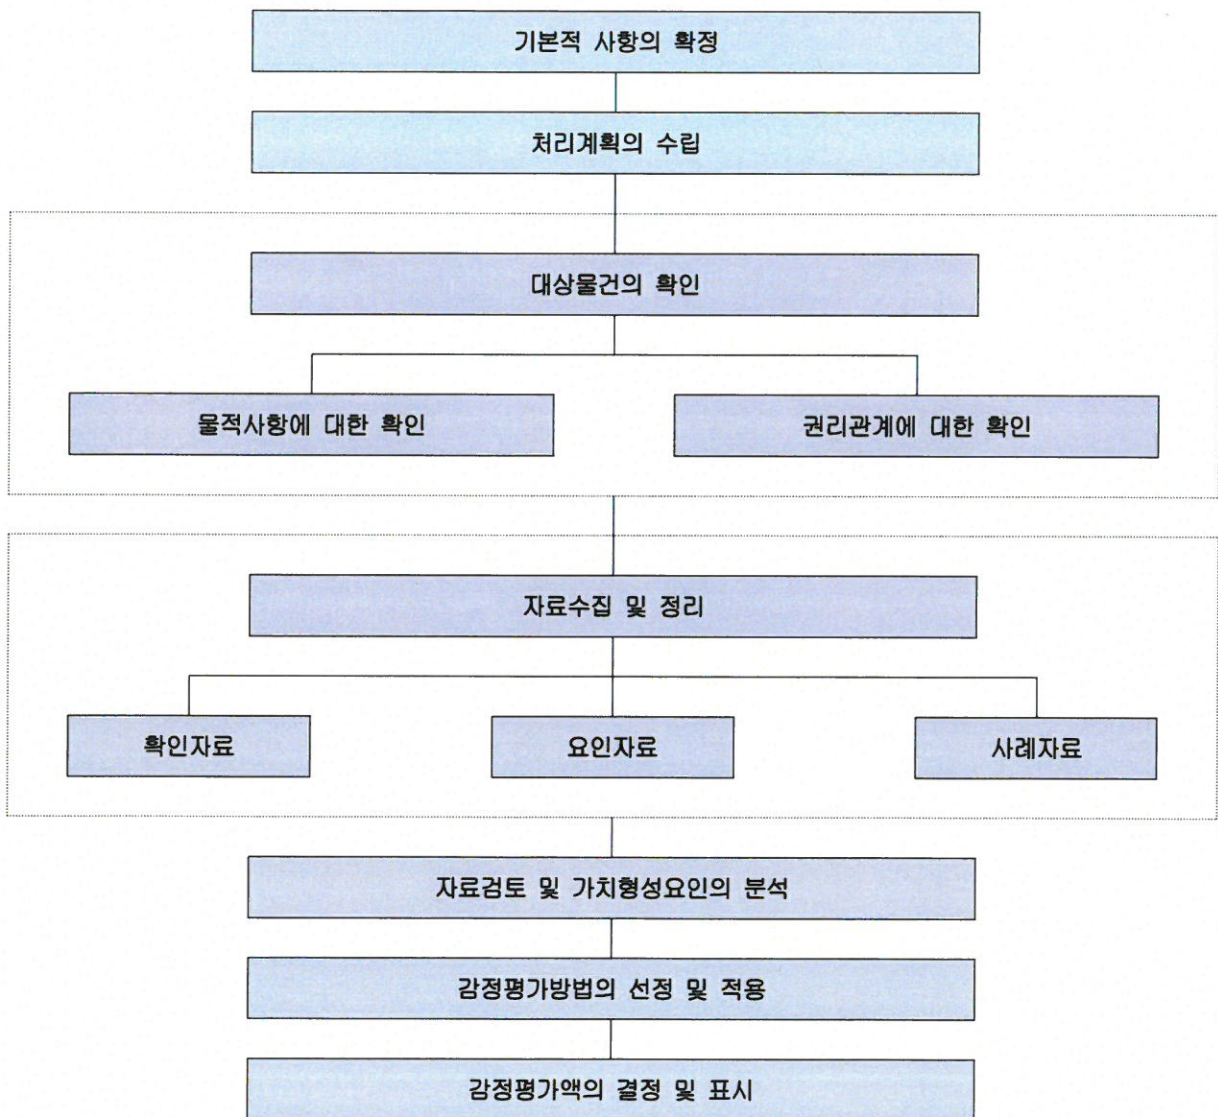 기본적 사항의 확정
처리계획의 수립
대상물건의 확인
물적사항에 대한 확인
권리관계에 대한 확인
자료수집 및 정리
확인자료
요인자료
사례자료
자료검토 및 가치형성요인의 분석
감정평가방법의 선정 및 적용
감정평가액의 결정 및 표시